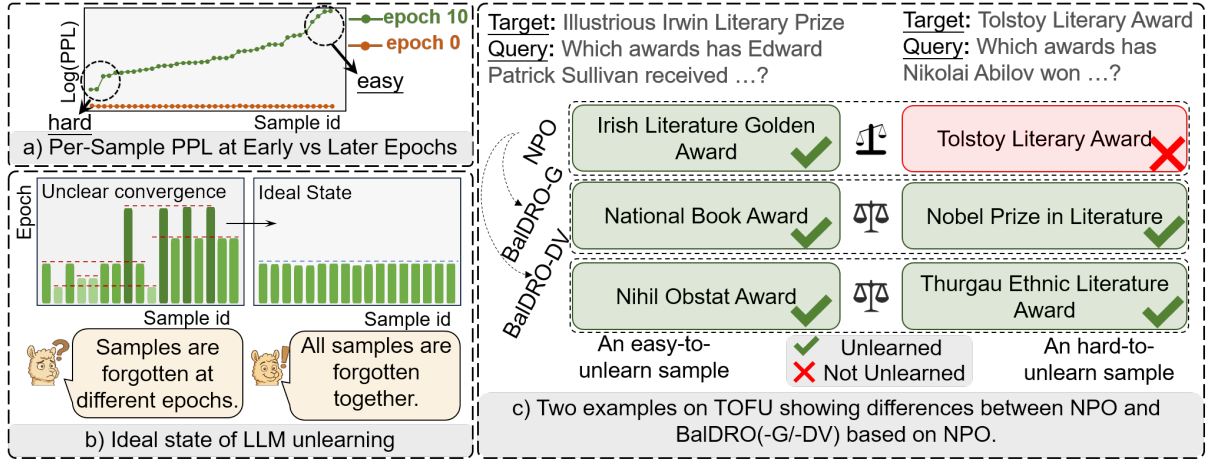 epoch 10
epoch 0
Log(PPL)
easy
hard
Sample id
a) Per-Sample PPL at Early vs Later Epochs
Epoch
Unclear convergence
Ideal State
Sample id
Sample id
Samples are
forgotten at
different epochs.
All samples are
forgotten
together.
b) Ideal state of LLM unlearning
Target: Illustrious Irwin Literary Prize
Query: Which awards has Edward
Patrick Sullivan received ...?
Target: Tolstoy Literary Award
Query: Which awards has
Nikolai Abilov won ...?
NPO
Irish Literature Golden
Award
Tolstoy Literary Award
BalDRO-G
National Book Award
Nobel Prize in Literature
BalDRO-DV
Nihil Obstat Award
Thurgau Ethnic Literature
Award
An easy-to-
unlearn sample
Unlearned
Not Unlearned
An hard-to-
unlearn sample
c) Two examples on TOFU showing differences between NPO and
BalDRO(-G/-DV) based on NPO.